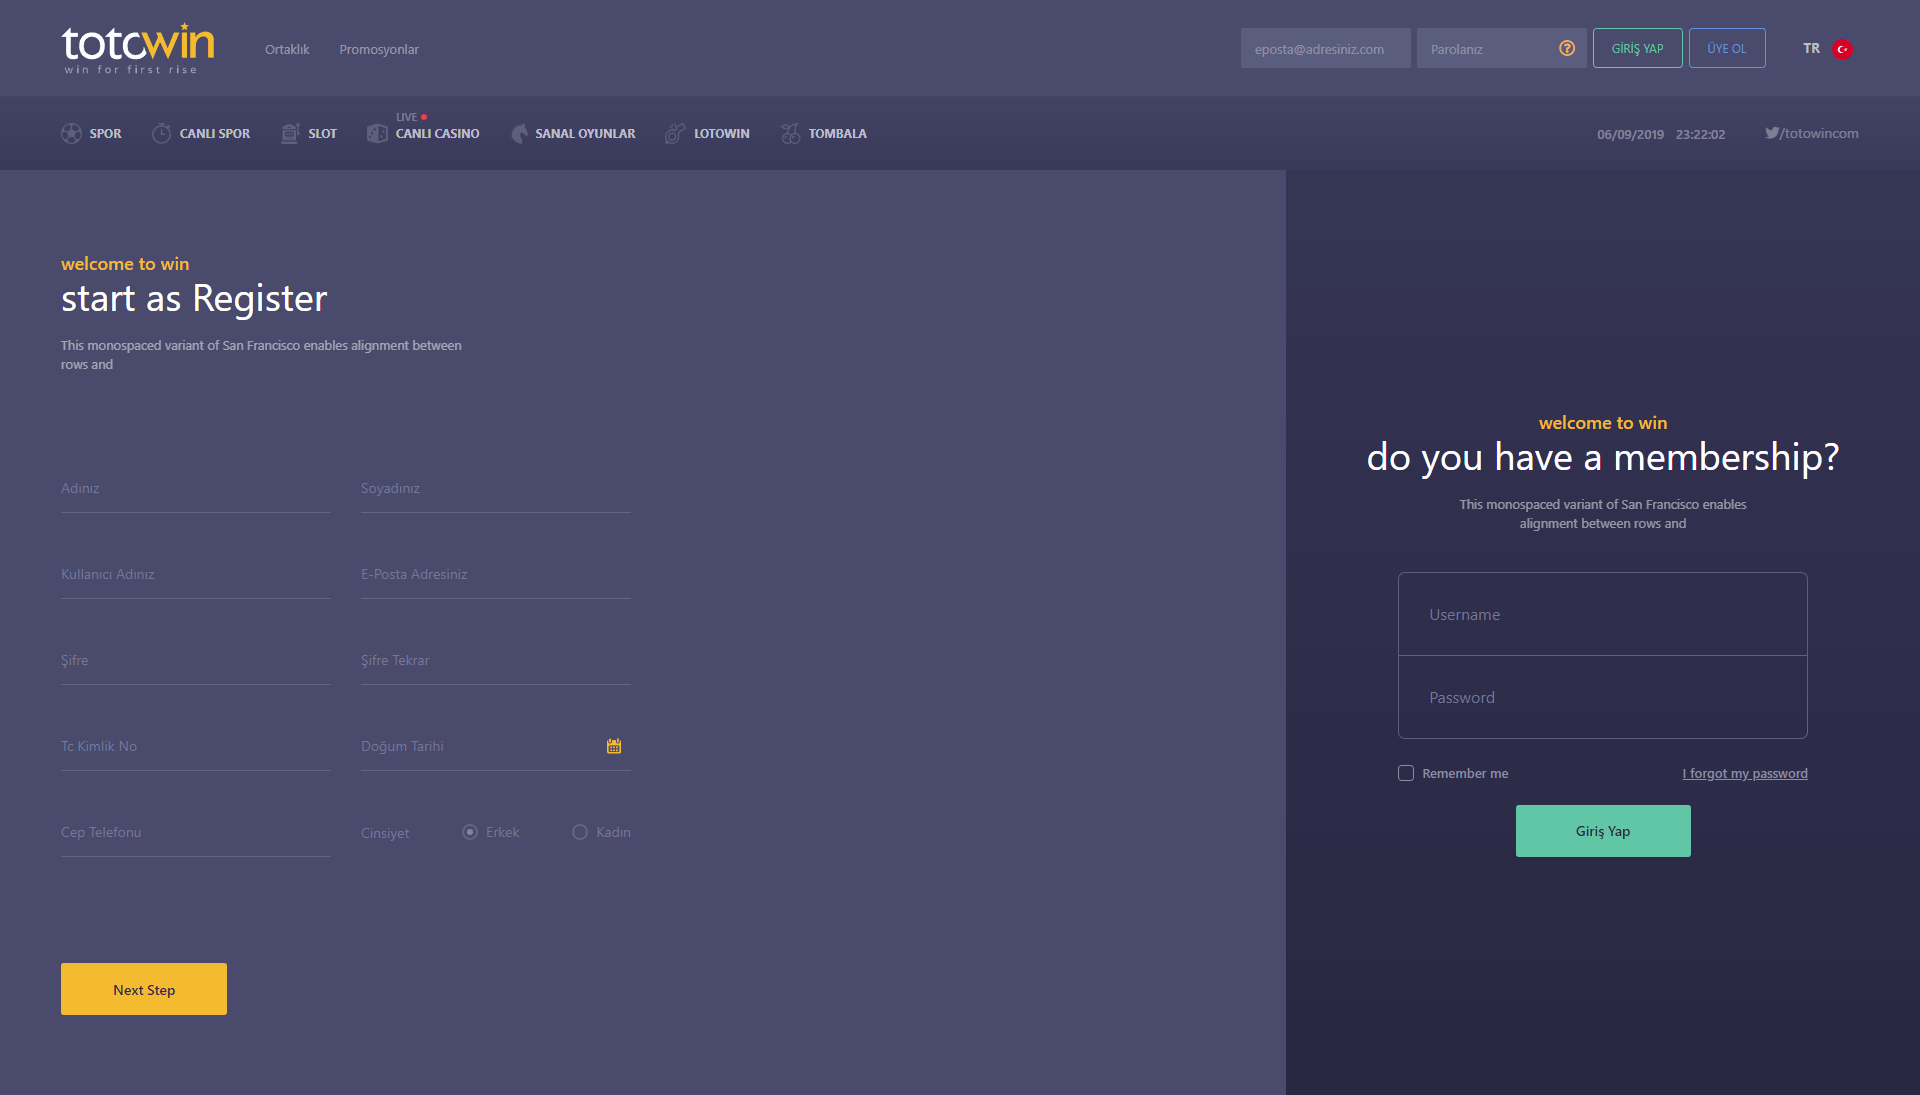 totowin
win for first rise
Ortaklık
Promosyonlar
eposta@adresiniz.com
Parolanız
GİRİŞ YAP
ÜYE OL
TR
SPOR
CANLI SPOR
SLOT
LIVE
CANLI CASINO
SANAL OYUNLAR
LOTOWIN
TOMBALA
06/09/2019 23:22:02
/totowincom
welcome to win
start as Register
This monospaced variant of San Francisco enables alignment between
rows and
Adınız
Soyadınız
Kullanıcı Adınız
E-Posta Adresiniz
Şifre
Şifre Tekrar
Tc Kimlik No
Doğum Tarihi
Cep Telefonu
Cinsiyet
Erkek
Kadın
Next Step
welcome to win
do you have a membership?
This monospaced variant of San Francisco enables
alignment between rows and
Username
Password
Remember me
I forgot my password
Giriş Yap